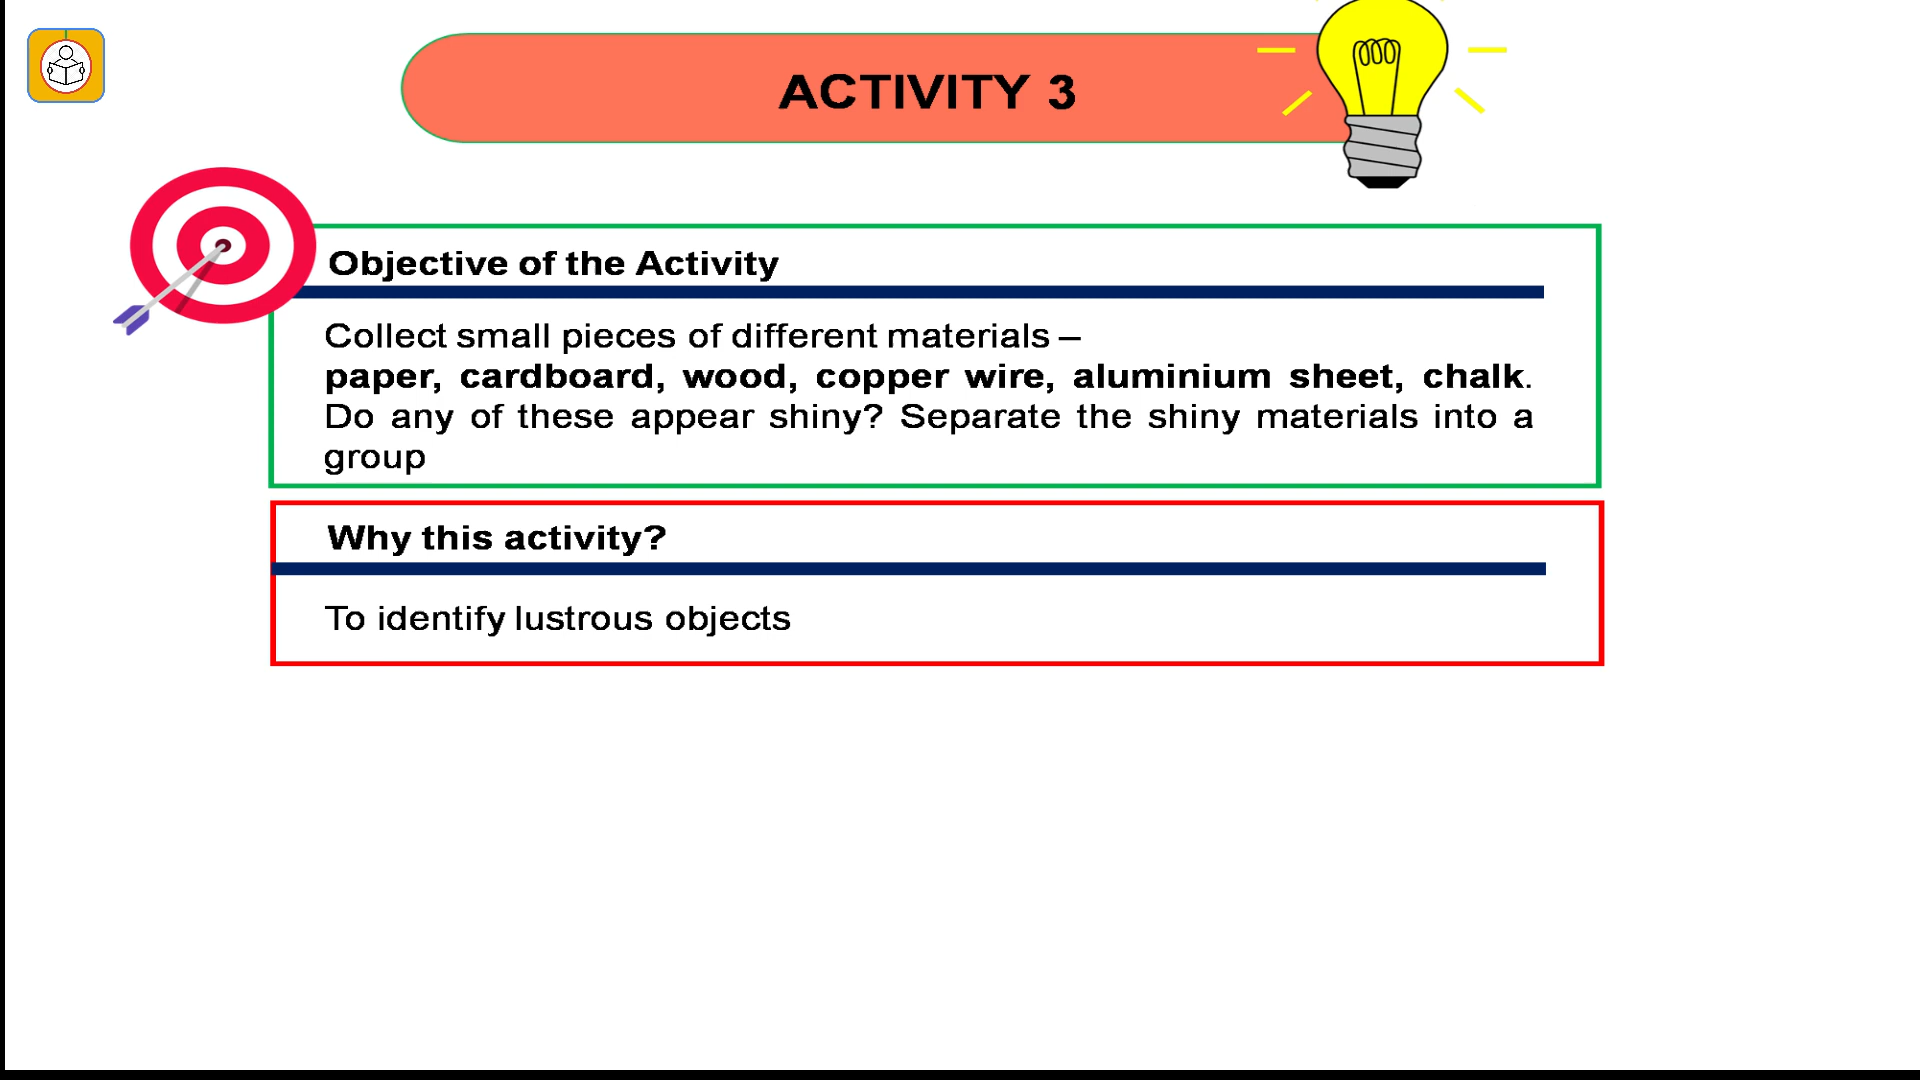 ACTIVITY 3
Objective of the Activity
Collect small pieces of different materials –
paper, cardboard, wood, copper wire, aluminium sheet, chalk.
Do any of these appear shiny? Separate the shiny materials into a
group
Why this activity?
To identify lustrous objects